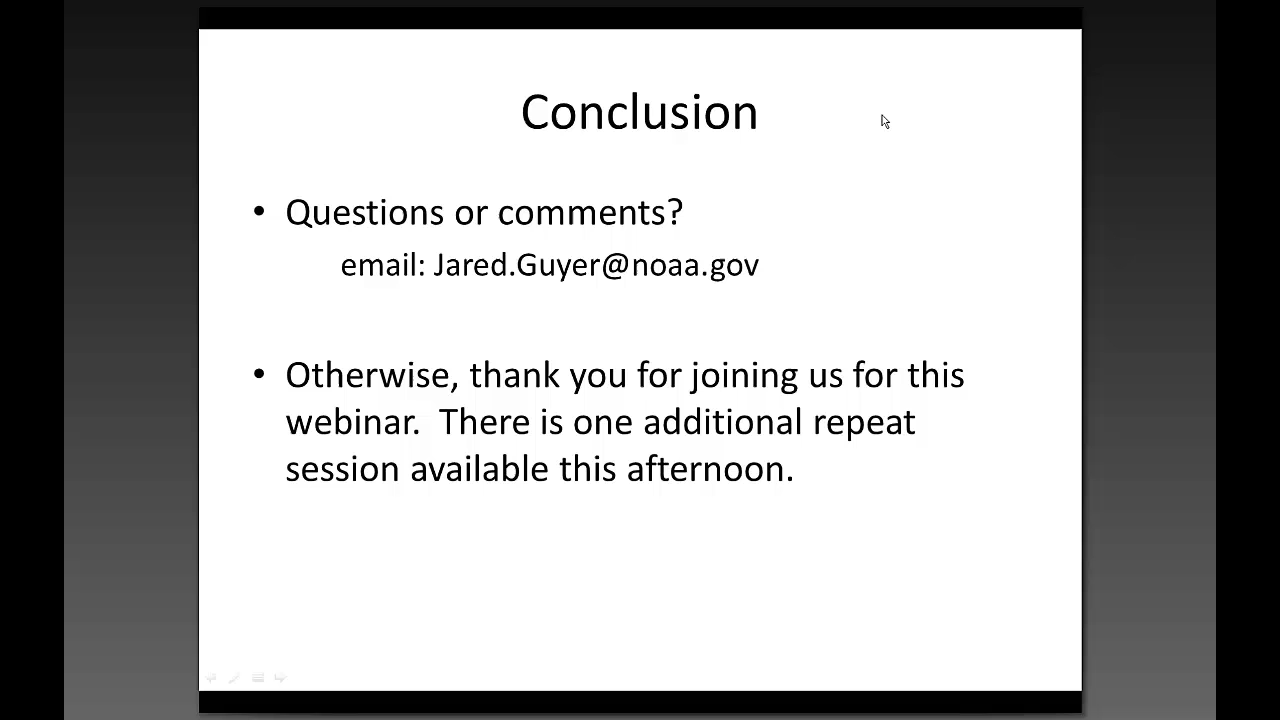 Conclusion
• Questions or comments?
email: Jared.Guyer@noaa.gov
• Otherwise, thank you for joining us for this
webinar.  There is one additional repeat
session available this afternoon.